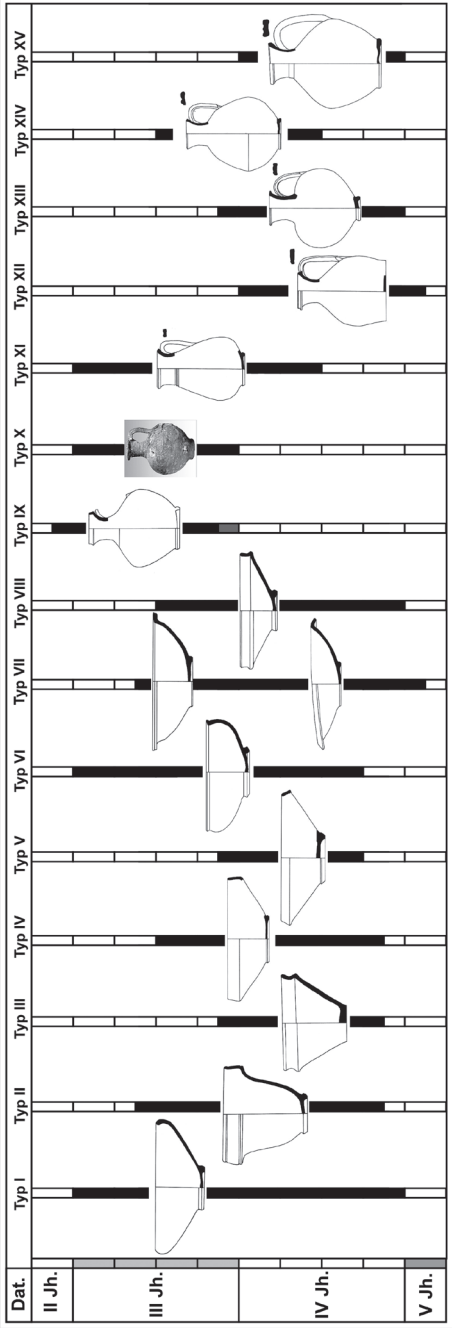 Dat.
II Jh.
III Jh.
IV Jh.
V Jh.
Typ I
Typ II
Typ III
Typ IV
Typ V
Typ VI
Typ VII
Typ VIII
Typ IX
Typ X
Typ XI
Typ XII
Typ XIII
Typ XIV
Typ XV